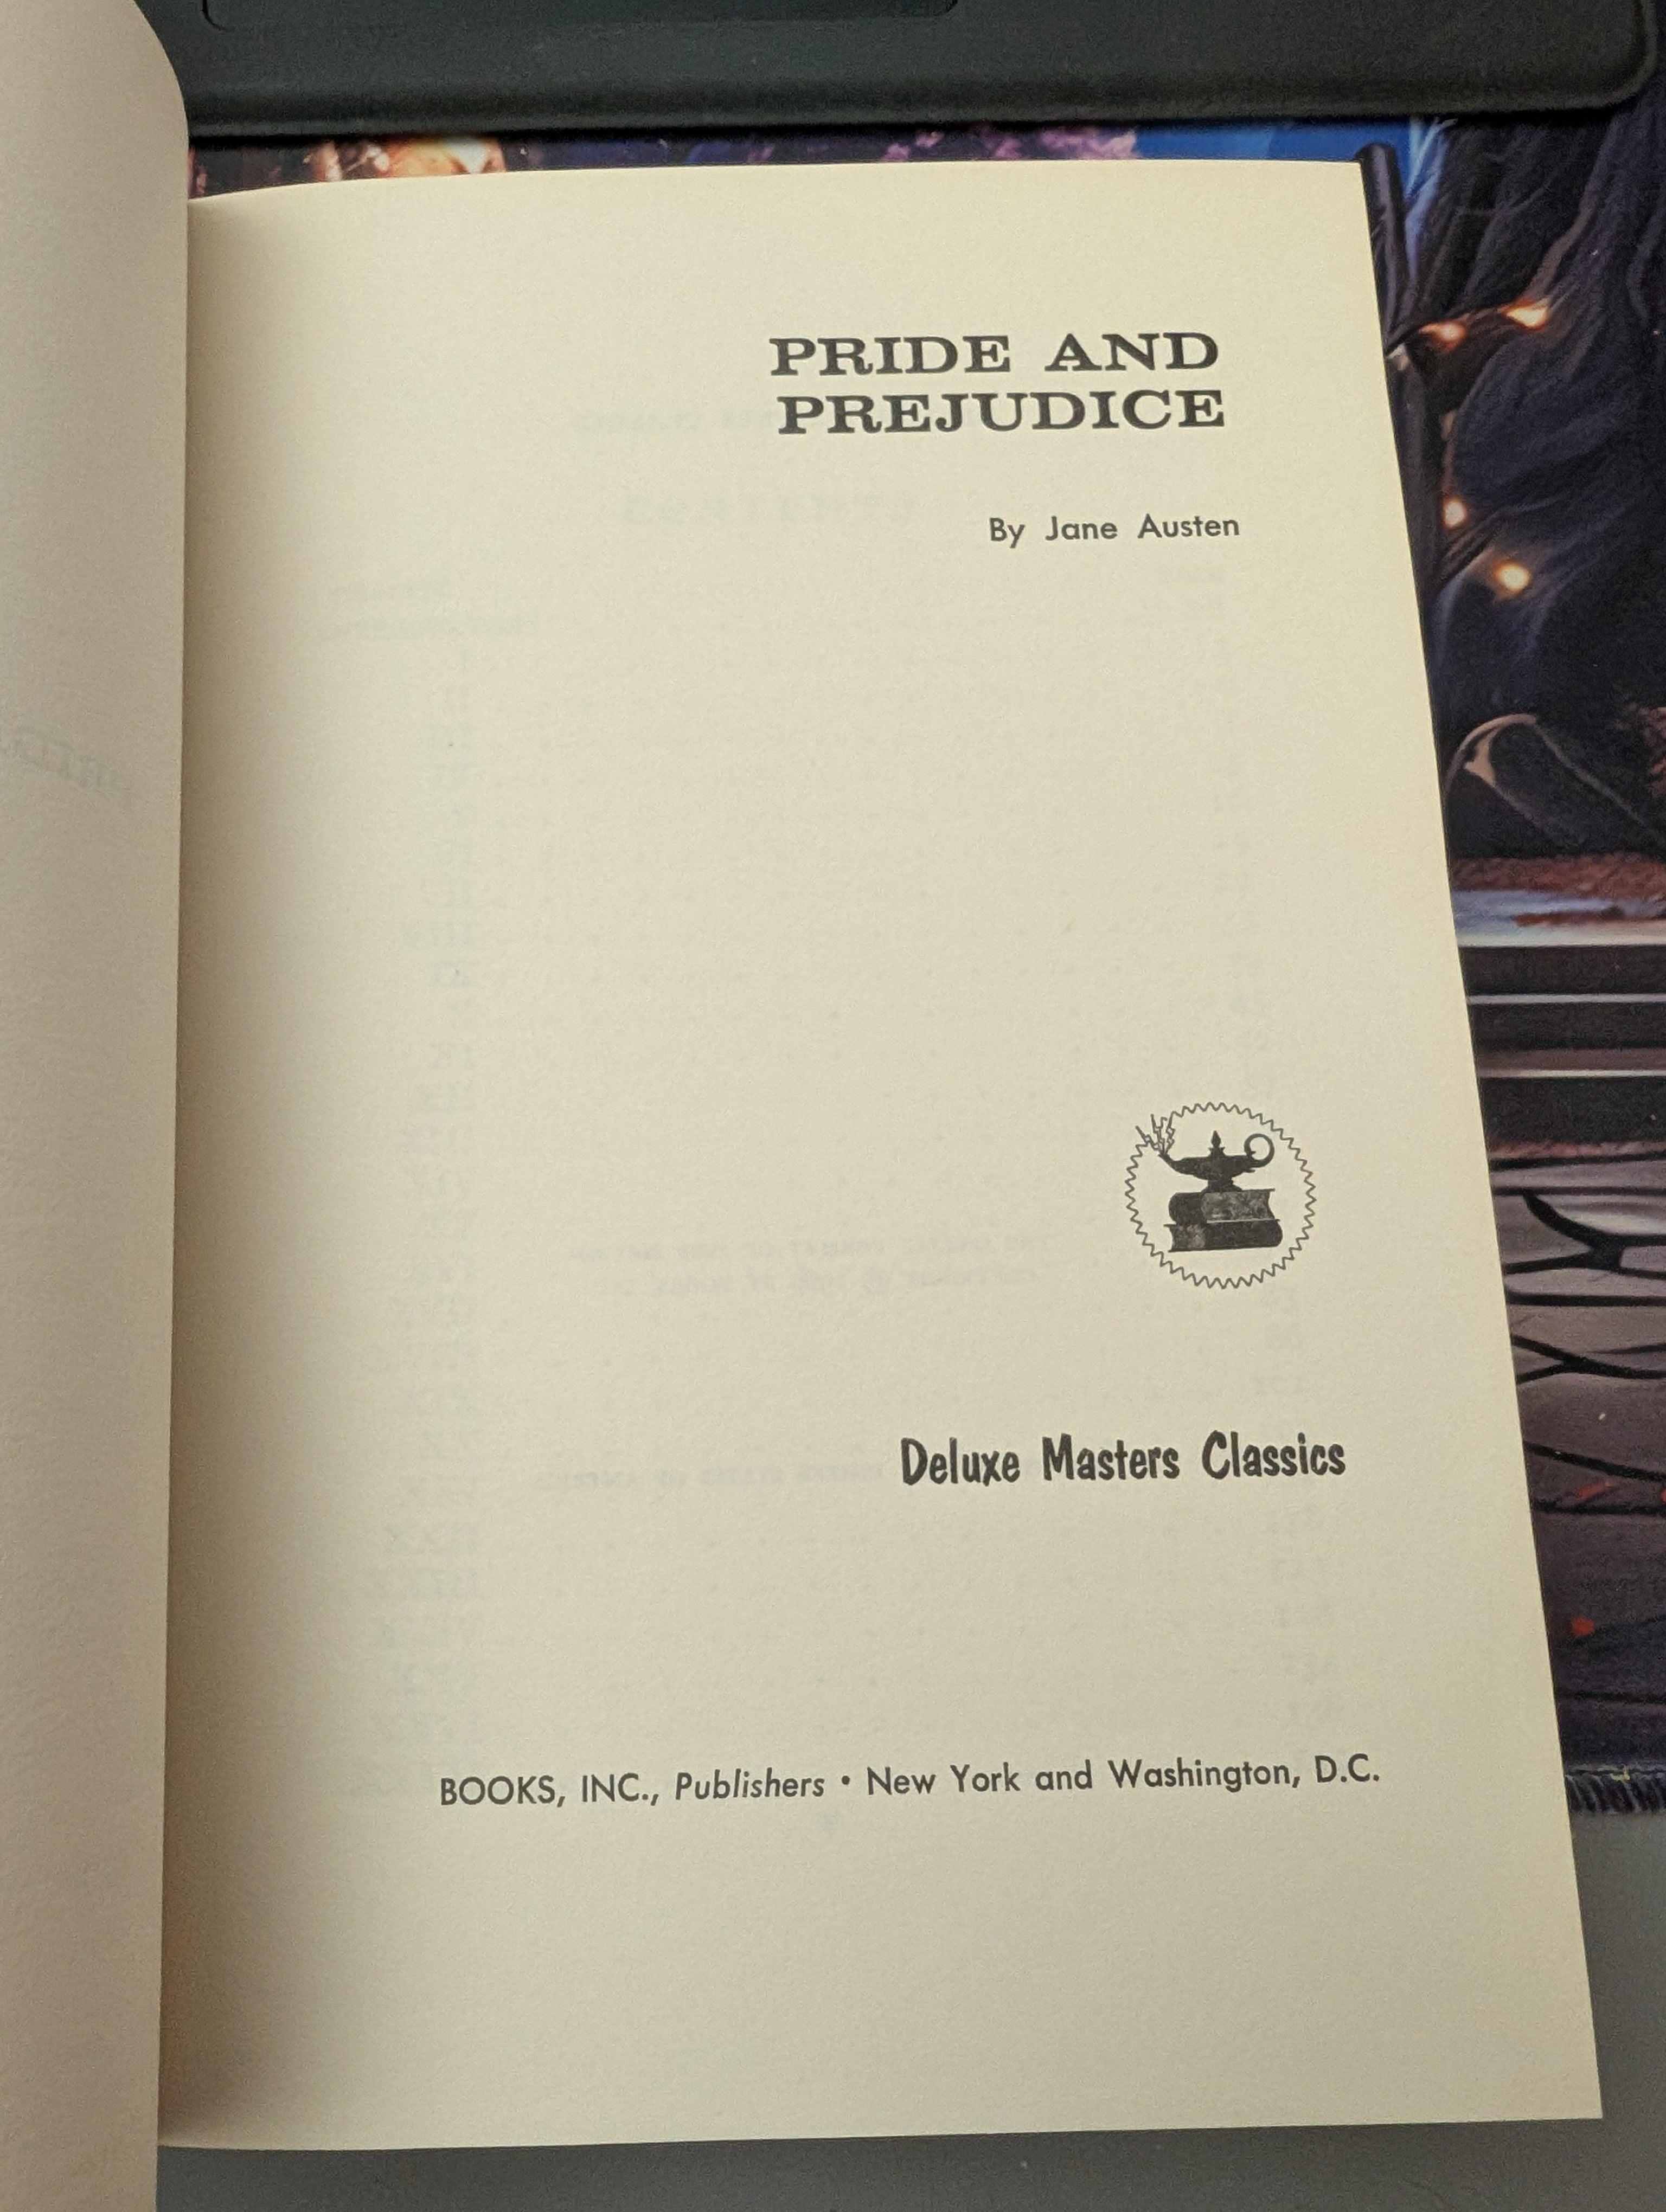 PRIDE AND
PREJUDICE
By Jane Austen
Deluxe Masters Classics
BOOKS, INC., Publishers • New York and Washington, D.C.